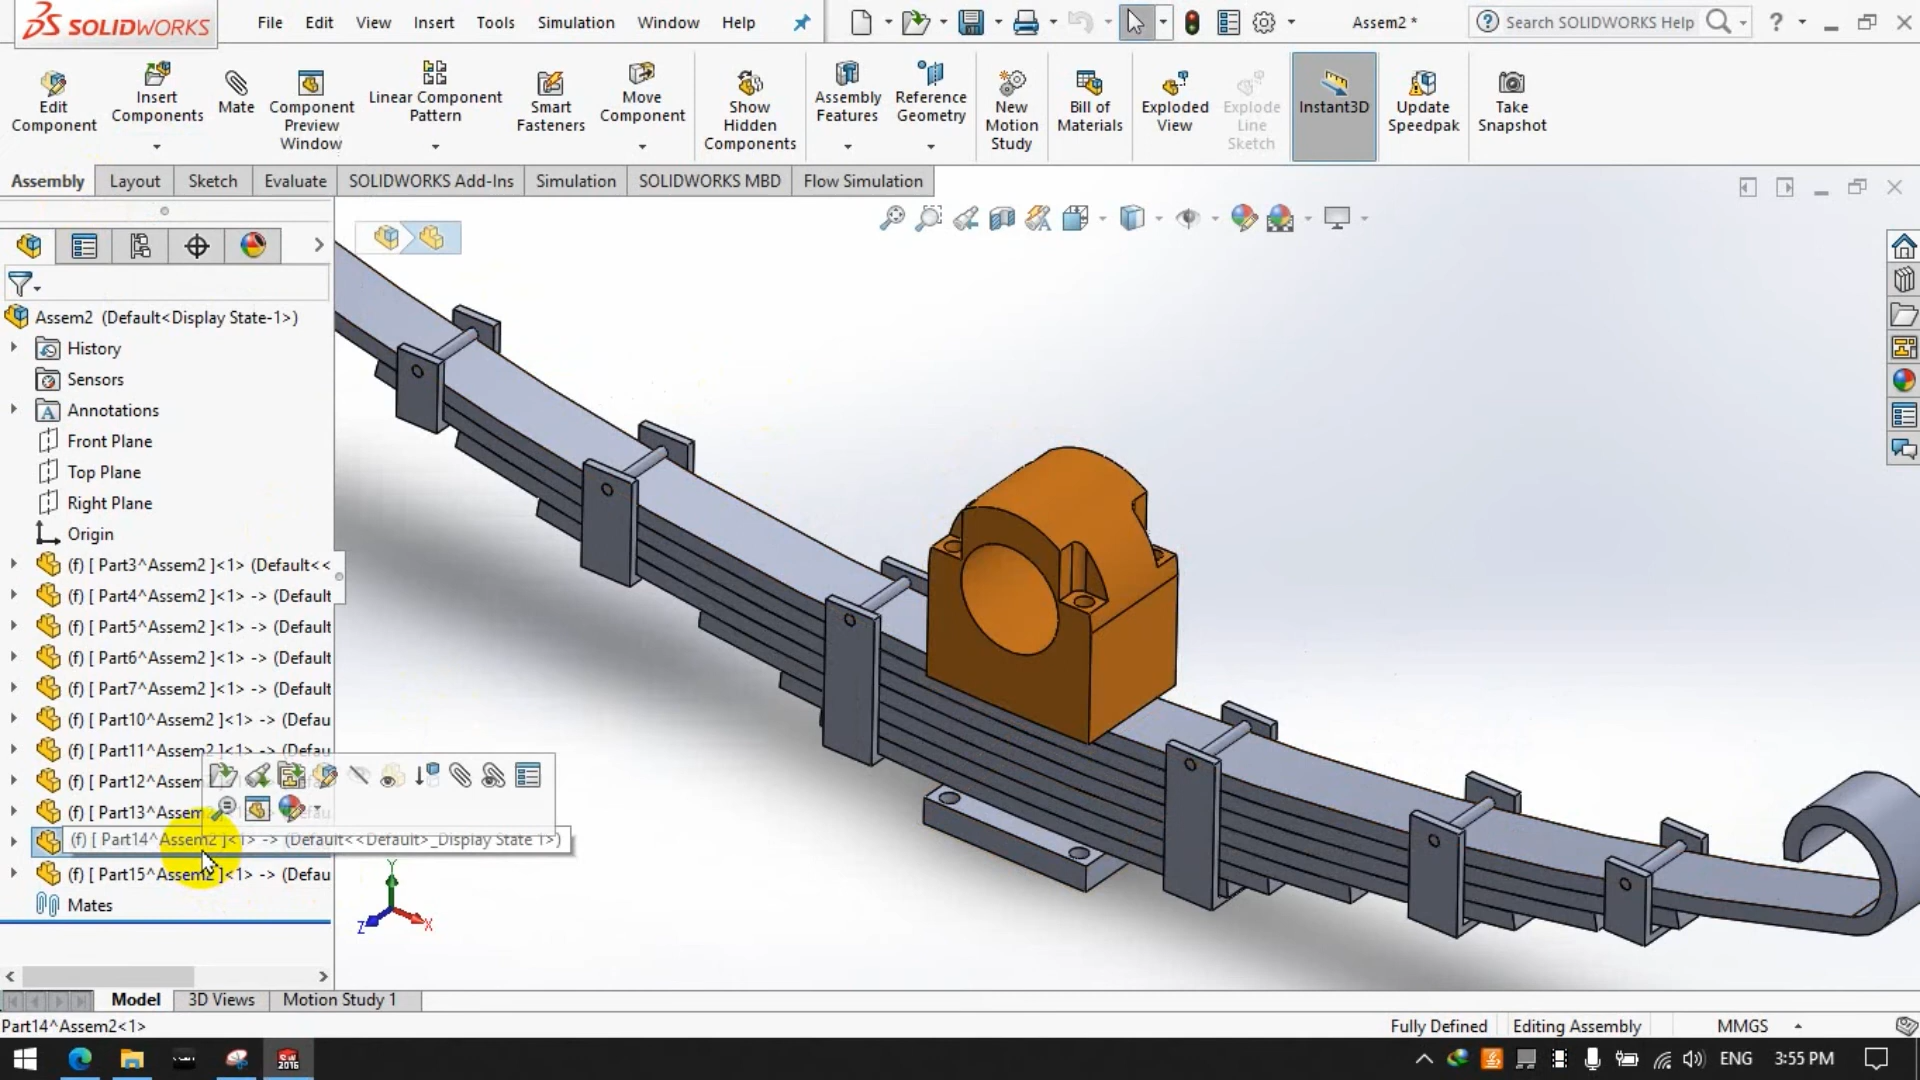 SOLIDWORKS File Edit View Insert Tools Simulation Window Help Assem2 * Search SOLIDWORKS Help
Edit Component
Insert Components
Mate
Component Preview Window
Linear Component Pattern
Smart Fasteners
Move Component
Show Hidden Components
Assembly Features
Reference Geometry
New Motion Study
Bill of Materials
Exploded View
Explode Line Sketch
Instant3D
Update Speedpak
Take Snapshot
Assembly Layout Sketch Evaluate SOLIDWORKS Add-Ins Simulation SOLIDWORKS MBD Flow Simulation
Assem2 (Default<Display State-1>)
History
Sensors
Annotations
Front Plane
Top Plane
Right Plane
Origin
(f) [ Part3^Assem2 ]<1> (Default<<
(f) [ Part4^Assem2 ]<1> -> (Default
(f) [ Part5^Assem2 ]<1> -> (Default
(f) [ Part6^Assem2 ]<1> -> (Default
(f) [ Part7^Assem2 ]<1> -> (Default
(f) [ Part10^Assem2 ]<1> -> (Defau
(f) [ Part11^Assem2 ]<1> -> (Defau
(f) [ Part12^Assem
(f) [ Part13^Assem
(f) [ Part14^Assem2 ]<1> -> (Default<<Default>_Display State 1>)
(f) [ Part15^Assem2 ]<1> -> (Defau
Mates
Y
Z
X
Model 3D Views Motion Study 1
Part14^Assem2<1> Fully Defined Editing Assembly MMGS
SW 2016
ENG 3:55 PM